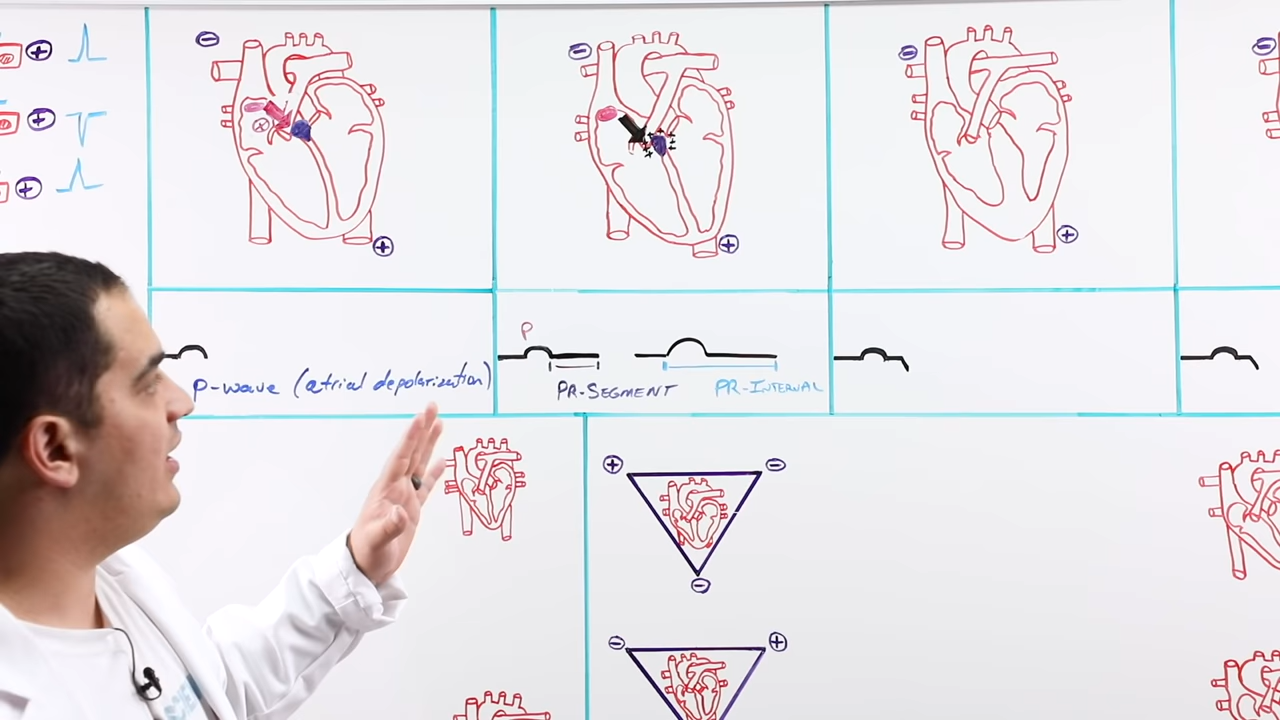 P
p-wave (atrial depolarization)
PR-SEGMENT
PR-INTERVAL